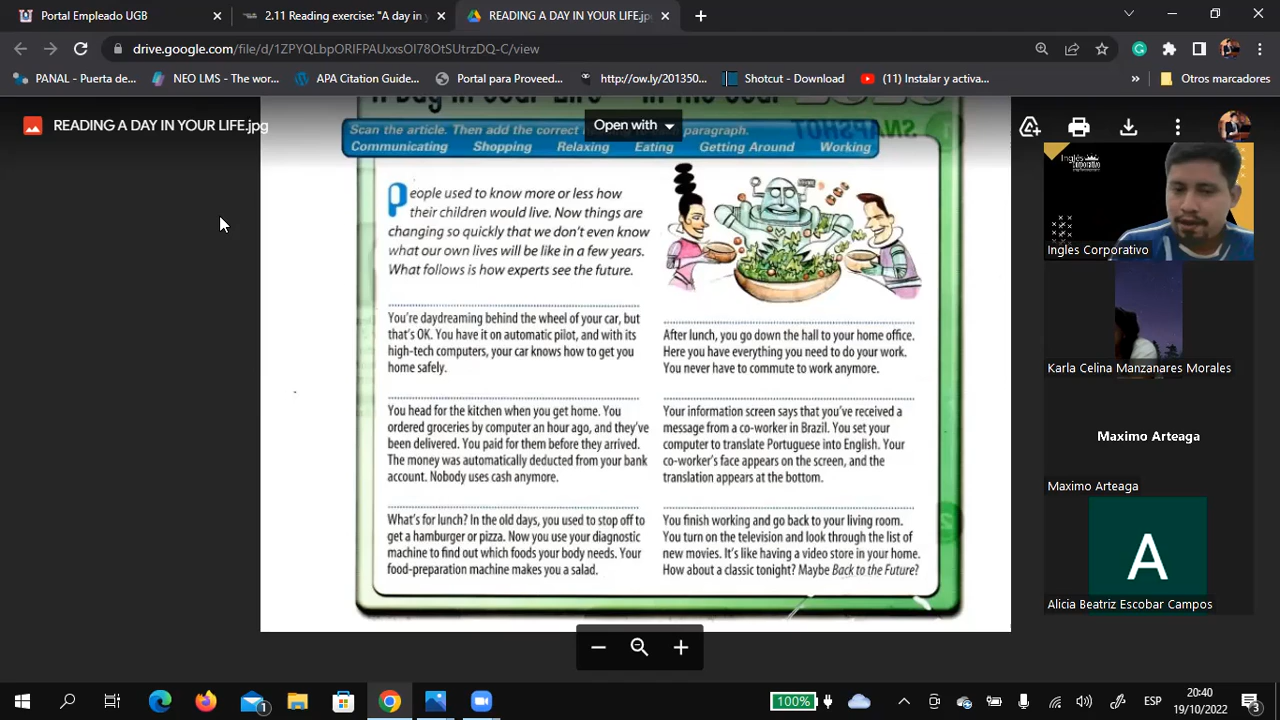 Portal Empleado UGB
2.11 Reading exercise: "A day in y
READING A DAY IN YOUR LIFE.jp
drive.google.com/file/d/1ZPYQLbpORIFPAUxxsOI78OtSUtrzDQ-C/view
PANAL - Puerta de...
NEO LMS - The wor...
APA Citation Guide...
Portal para Proveed...
http://ow.ly/201350...
Shotcut - Download
(11) Instalar y activa...
Otros marcadores
READING A DAY IN YOUR LIFE.jpg
Open with
Scan the article. Then add the correct paragraph.
Communicating Shopping Relaxing Eating Getting Around Working
SNAPSHOT
People used to know more or less how
their children would live. Now things are
changing so quickly that we don't even know
what our own lives will be like in a few years.
What follows is how experts see the future.
You're daydreaming behind the wheel of your car, but
that's OK. You have it on automatic pilot, and with its
high-tech computers, your car knows how to get you
home safely.
You head for the kitchen when you get home. You
ordered groceries by computer an hour ago, and they've
been delivered. You paid for them before they arrived.
The money was automatically deducted from your bank
account. Nobody uses cash anymore.
What's for lunch? In the old days, you used to stop off to
get a hamburger or pizza. Now you use your diagnostic
machine to find out which foods your body needs. Your
food-preparation machine makes you a salad.
After lunch, you go down the hall to your home office.
Here you have everything you need to do your work.
You never have to commute to work anymore.
Your information screen says that you've received a
message from a co-worker in Brazil. You set your
computer to translate Portuguese into English. Your
co-worker's face appears on the screen, and the
translation appears at the bottom.
You finish working and go back to your living room.
You turn on the television and look through the list of
new movies. It's like having a video store in your home.
How about a classic tonight? Maybe Back to the Future?
Inglés
Corporativo
Ingles Corporativo
Karla Celina Manzanares Morales
Maximo Arteaga
Maximo Arteaga
A
Alicia Beatriz Escobar Campos
1
100%
ESP
20:40
19/10/2022
3